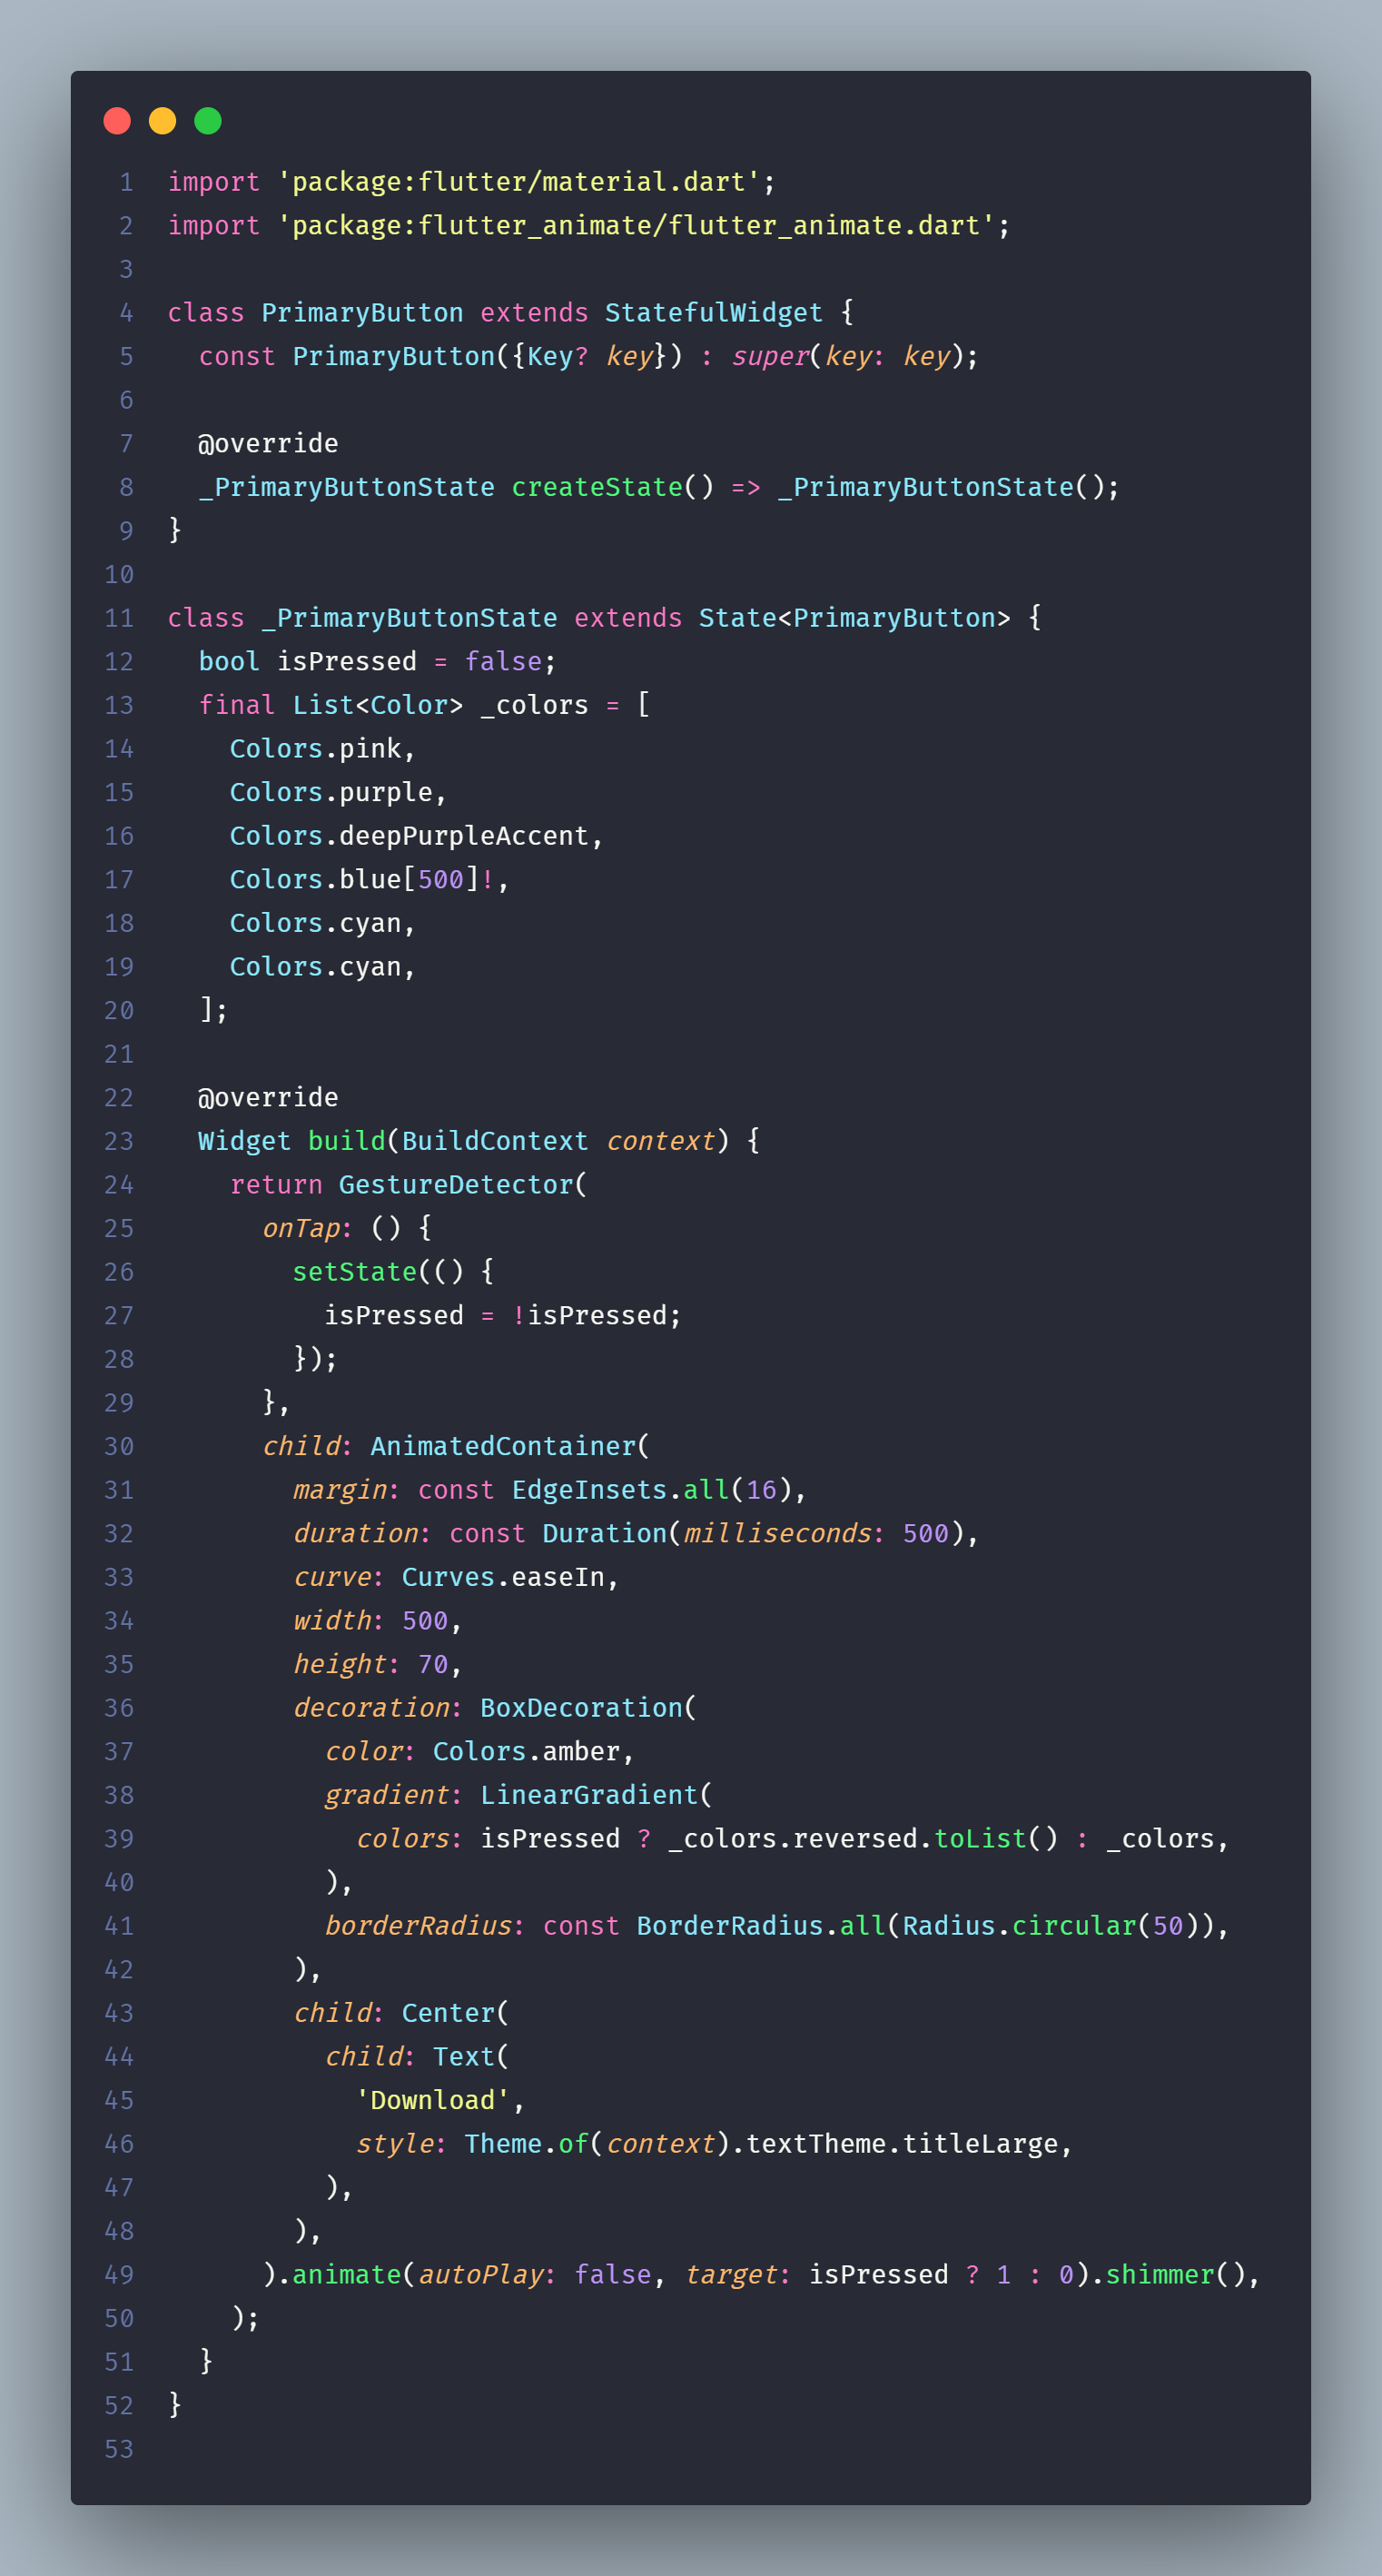 1 import 'package:flutter/material.dart';
2 import 'package:flutter_animate/flutter_animate.dart';
3
4 class PrimaryButton extends StatefulWidget {
5   const PrimaryButton({Key? key}) : super(key: key);
6
7   @override
8   _PrimaryButtonState createState() => _PrimaryButtonState();
9 }
10
11 class _PrimaryButtonState extends State<PrimaryButton> {
12   bool isPressed = false;
13   final List<Color> _colors = [
14     Colors.pink,
15     Colors.purple,
16     Colors.deepPurpleAccent,
17     Colors.blue[500]!,
18     Colors.cyan,
19     Colors.cyan,
20   ];
21
22   @override
23   Widget build(BuildContext context) {
24     return GestureDetector(
25       onTap: () {
26         setState(() {
27           isPressed = !isPressed;
28         });
29       },
30       child: AnimatedContainer(
31         margin: const EdgeInsets.all(16),
32         duration: const Duration(milliseconds: 500),
33         curve: Curves.easeIn,
34         width: 500,
35         height: 70,
36         decoration: BoxDecoration(
37           color: Colors.amber,
38           gradient: LinearGradient(
39             colors: isPressed ? _colors.reversed.toList() : _colors,
40           ),
41           borderRadius: const BorderRadius.all(Radius.circular(50)),
42         ),
43         child: Center(
44           child: Text(
45             'Download',
46             style: Theme.of(context).textTheme.titleLarge,
47           ),
48         ),
49       ).animate(autoPlay: false, target: isPressed ? 1 : 0).shimmer(),
50     );
51   }
52 }
53